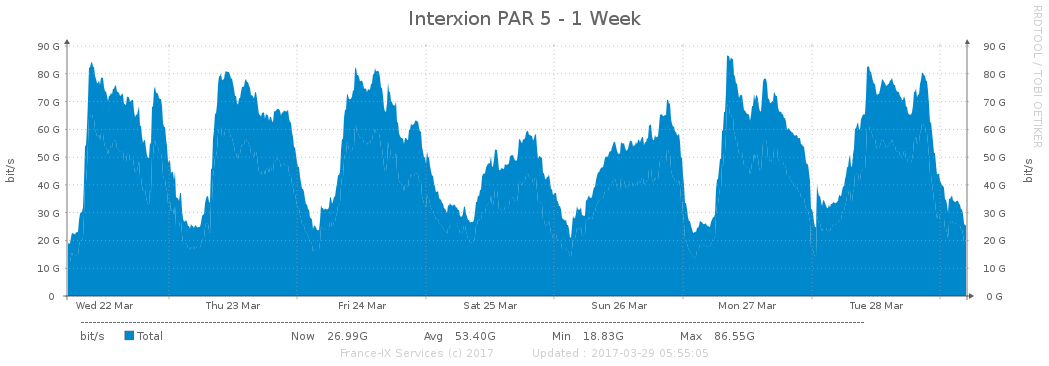 Interxion PAR 5 - 1 Week
RRDTOOL / TOBI OETIKER
90 G 90 G
80 G 80 G
70 G 70 G
60 G 60 G
50 G 50 G
40 G 40 G
30 G 30 G
20 G 20 G
10 G 10 G
0 0 G
bit/s bit/s
Wed 22 Mar Thu 23 Mar Fri 24 Mar Sat 25 Mar Sun 26 Mar Mon 27 Mar Tue 28 Mar
bit/s Total Now 26.99G Avg 53.40G Min 18.83G Max 86.55G
France-IX Services (c) 2017 Updated : 2017-03-29 05:55:05